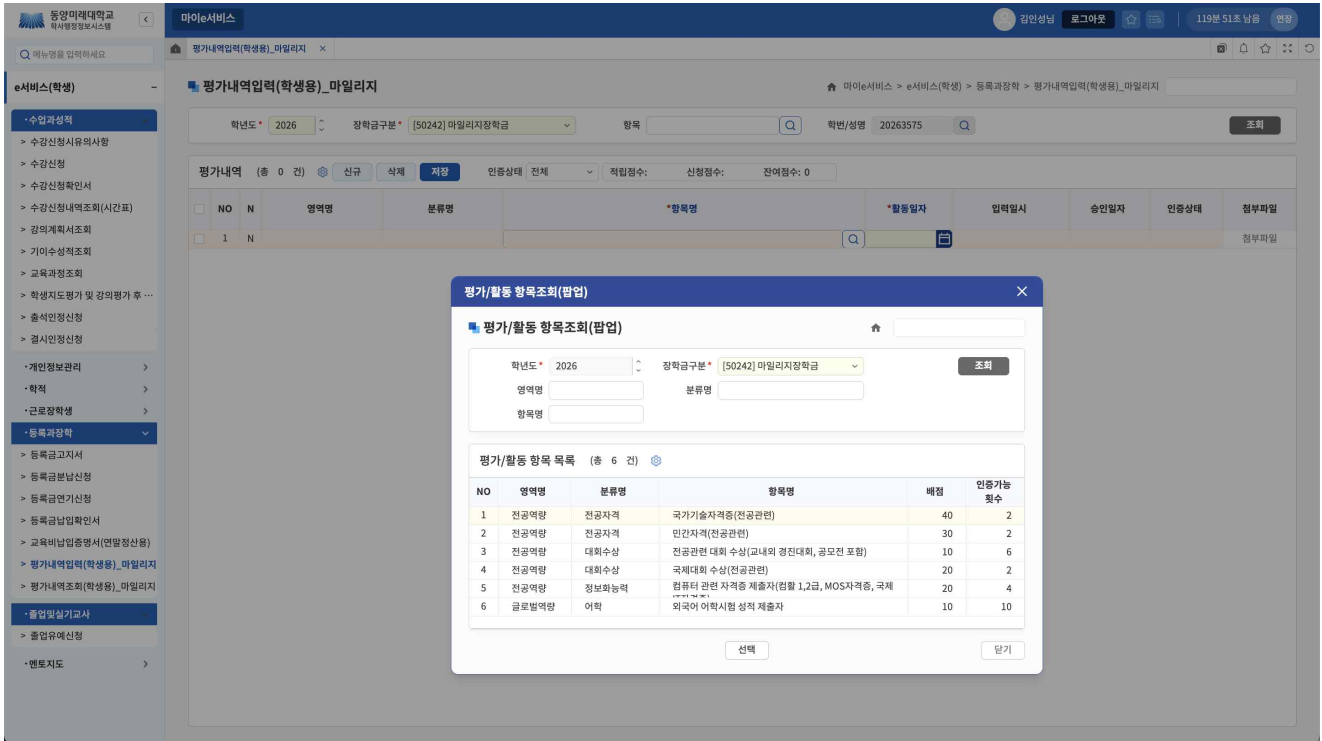 동양미래대학교
학사행정정보시스템
마이e서비스
김인성님 로그아웃 119분 51초 남음 연장
메뉴명을 입력하세요
평가내역입력(학생용)_마일리지 ×
e서비스(학생) −
평가내역입력(학생용)_마일리지
마이e서비스 > e서비스(학생) > 등록과장학 > 평가내역입력(학생용)_마일리지
·수업과성적
> 수강신청시유의사항
> 수강신청
> 수강신청확인서
> 수강신청내역조회(시간표)
> 강의계획서조회
> 기이수성적조회
> 교육과정조회
> 학생지도평가 및 강의평가 후 ···
> 출석인정신청
> 결시인정신청
·개인정보관리 >
·학적 >
·근로장학생 >
·등록과장학
> 등록금고지서
> 등록금분납신청
> 등록금연기신청
> 등록금납입확인서
> 교육비납입증명서(연말정산용)
> 평가내역입력(학생용)_마일리지
> 평가내역조회(학생용)_마일리지
·졸업및실기교사
> 졸업유예신청
·멘토지도 >
학년도* 2026 장학금구분* [50242] 마일리지장학금 항목 학번/성명 20263575 조회
평가내역 (총 0 건) 신규 삭제 저장 인증상태 전체 적립점수: 신청점수: 잔여점수: 0
NO N 영역명 분류명 *항목명 *활동일자 입력일시 승인일자 인증상태 첨부파일
1 N 첨부파일
평가/활동 항목조회(팝업) ×
평가/활동 항목조회(팝업)
학년도* 2026 장학금구분* [50242] 마일리지장학금 조회
영역명 분류명
항목명
평가/활동 항목 목록 (총 6 건)
NO 영역명 분류명 항목명 배점 인증가능 횟수
1 전공역량 전공자격 국가기술자격증(전공관련) 40 2
2 전공역량 전공자격 민간자격(전공관련) 30 2
3 전공역량 대회수상 전공관련 대회 수상(교내외 경진대회, 공모전 포함) 10 6
4 전공역량 대회수상 국제대회 수상(전공관련) 20 2
5 전공역량 정보화능력 컴퓨터 관련 자격증 제출자(컴활 1,2급, MOS자격증, 국제 20 4
6 글로벌역량 어학 외국어 어학시험 성적 제출자 10 10
선택 닫기